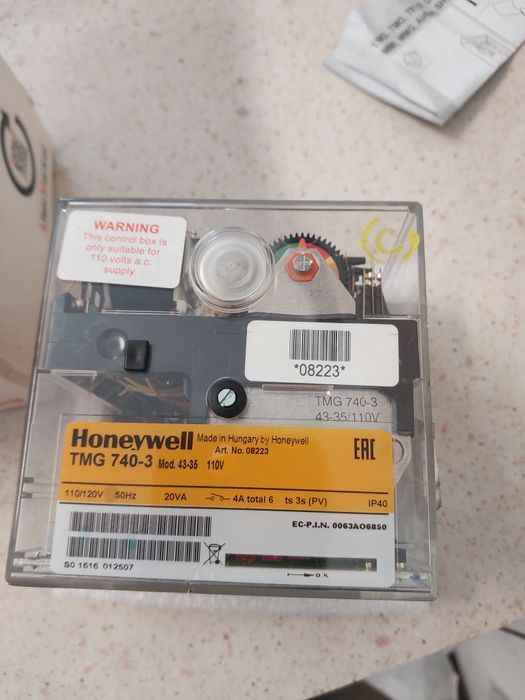 WARNING
This control box is
only suitable for
110 volts a.c.
supply
C
*08223*
TMG 740-3
43-35/110V
Honeywell Made in Hungary by Honeywell
Art. No. 08223
EAC
TMG 740-3 Mod. 43-35 110V
110/120V 50Hz 20VA 4A total 6 ts 3s (PV) IP40
EC-P.I.N. 0063AO6850
S0 1616 012507
o.k.